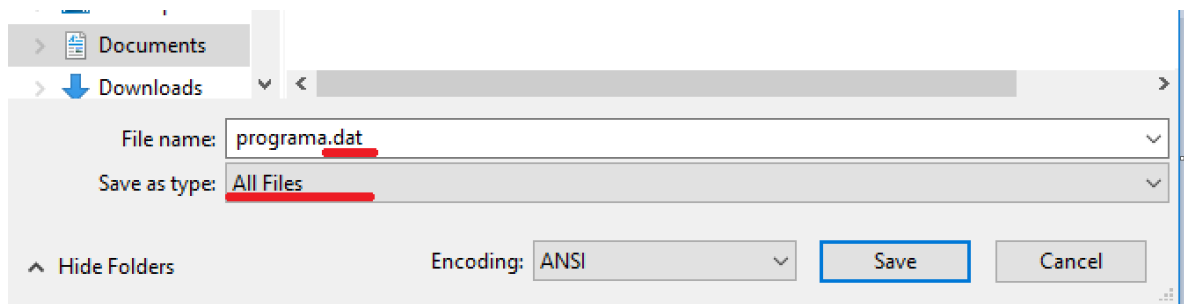 Documents
Downloads
File name: programa.dat
Save as type: All Files
Hide Folders Encoding: ANSI Save Cancel